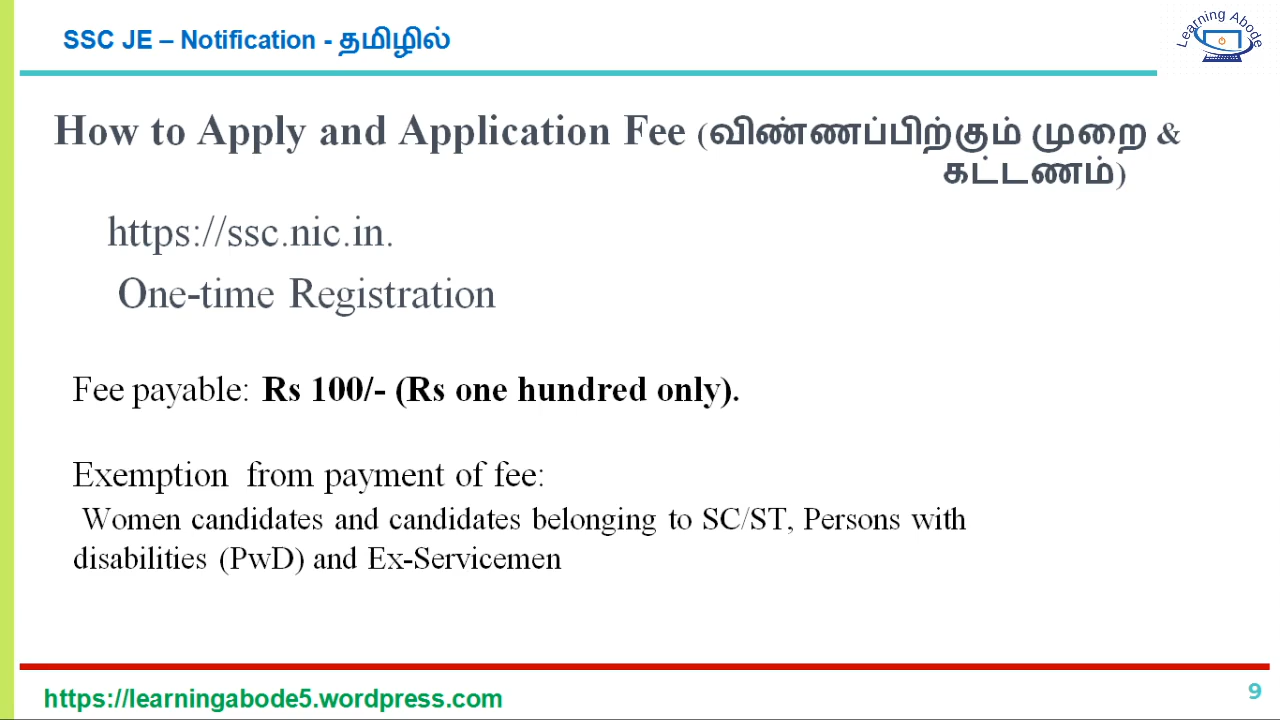 SSC JE – Notification - தமிழில்
Learning Abode
How to Apply and Application Fee (விண்ணப்பிற்கும் முறை &
கட்டணம்)
https://ssc.nic.in.
One-time Registration
Fee payable: Rs 100/- (Rs one hundred only).
Exemption from payment of fee:
Women candidates and candidates belonging to SC/ST, Persons with
disabilities (PwD) and Ex-Servicemen
https://learningabode5.wordpress.com
9